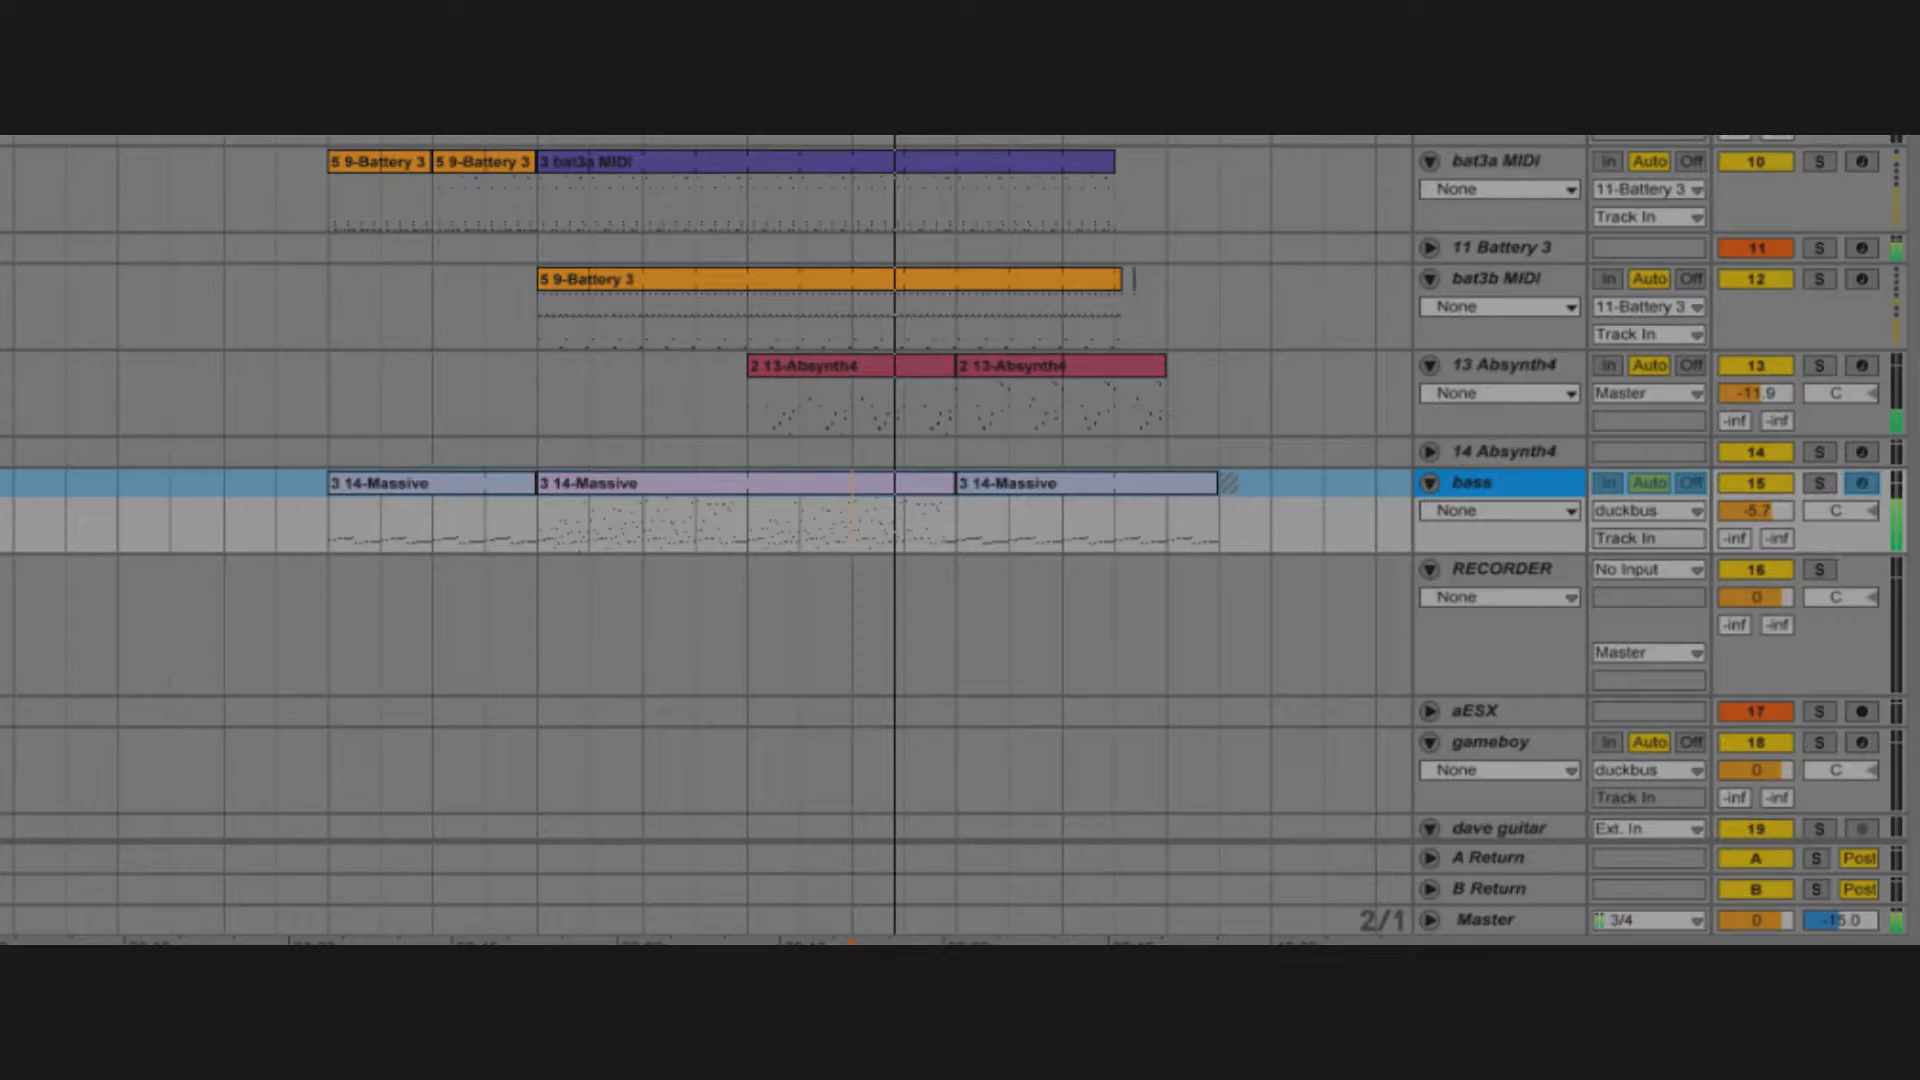 5 9-Battery 3 5 9-Battery 3 3 bat3a MIDI bat3a MIDI In Auto Off 10 S
None 11-Battery 3
Track In
11 Battery 3 11 S
5 9-Battery 3 bat3b MIDI In Auto Off 12 S
None 11-Battery 3
Track In
2 13-Absynth4 2 13-Absynth4 13 Absynth4 In Auto Off 13 S
None Master -11.9 C
-inf -inf
14 Absynth4 14 S
3 14-Massive 3 14-Massive 3 14-Massive bass In Auto Off 15 S
None duckbus -5.7 C
Track In -inf -inf
RECORDER No Input 16 S
None 0 C
-inf -inf
Master
aESX 17 S
gameboy In Auto Off 18 S
None duckbus 0 C
Track In -inf -inf
dave guitar Ext. In 19 S
A Return A S Post
B Return B S Post
2/1 Master 3/4 0 -15.0